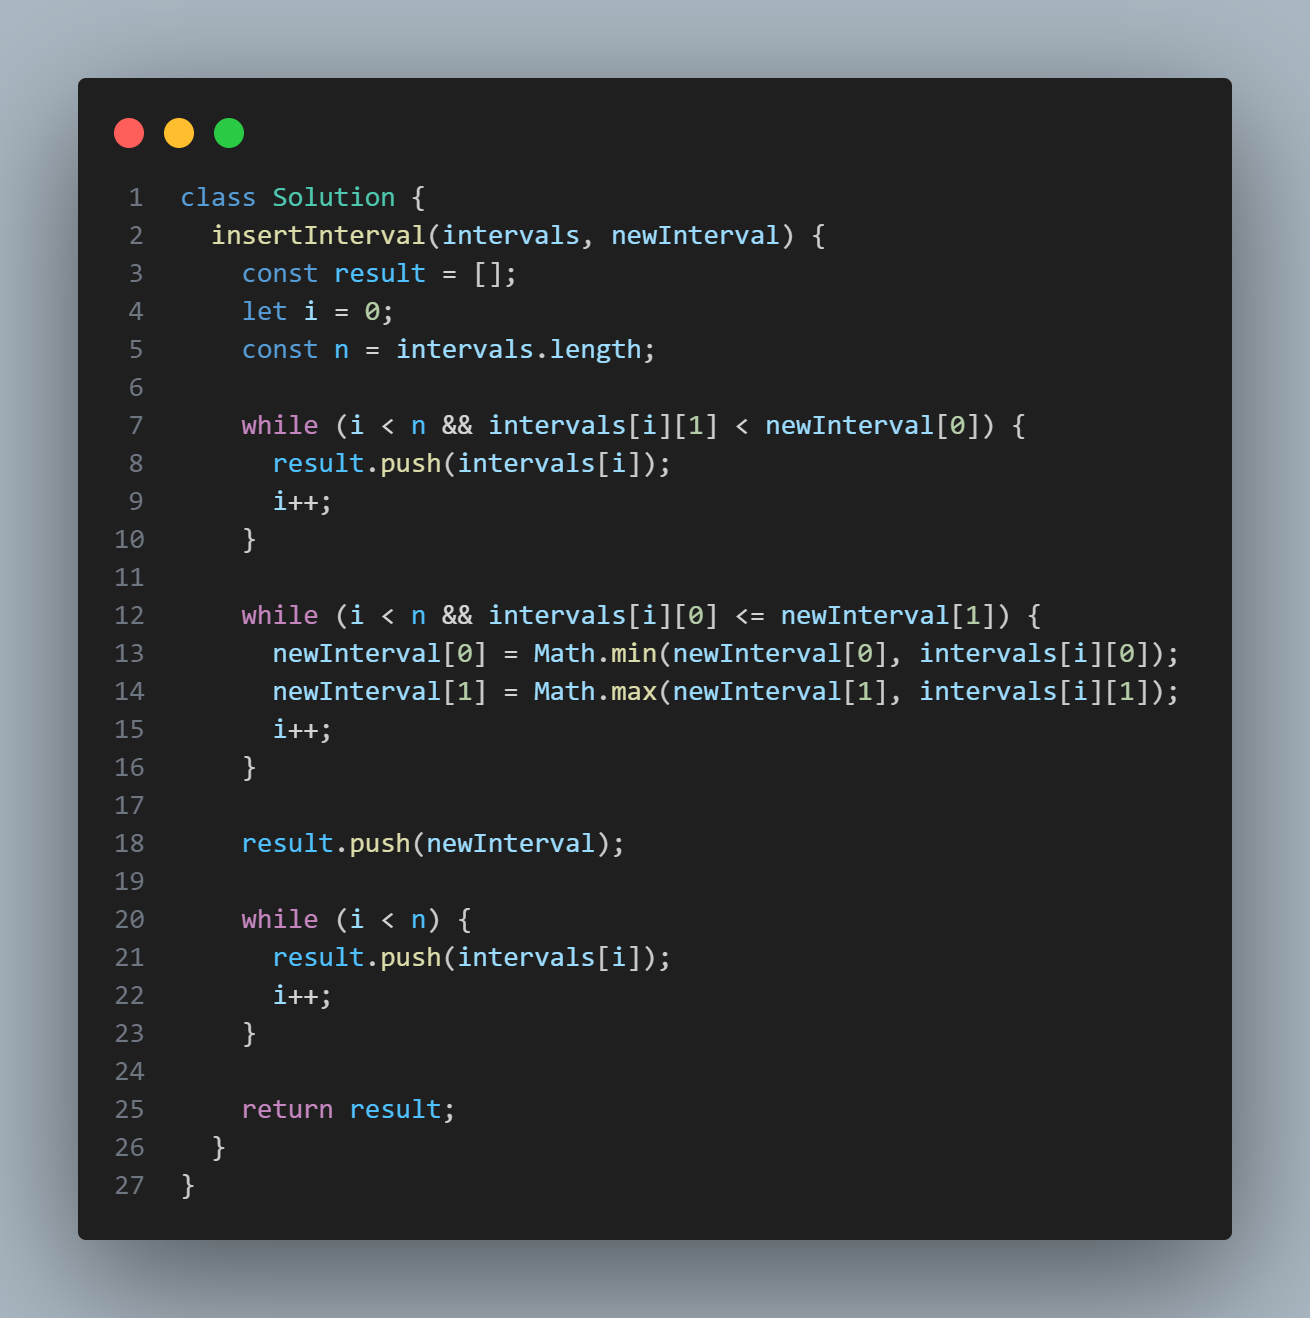 1 class Solution {
2   insertInterval(intervals, newInterval) {
3     const result = [];
4     let i = 0;
5     const n = intervals.length;
6
7     while (i < n && intervals[i][1] < newInterval[0]) {
8       result.push(intervals[i]);
9       i++;
10     }
11
12     while (i < n && intervals[i][0] <= newInterval[1]) {
13       newInterval[0] = Math.min(newInterval[0], intervals[i][0]);
14       newInterval[1] = Math.max(newInterval[1], intervals[i][1]);
15       i++;
16     }
17
18     result.push(newInterval);
19
20     while (i < n) {
21       result.push(intervals[i]);
22       i++;
23     }
24
25     return result;
26   }
27 }